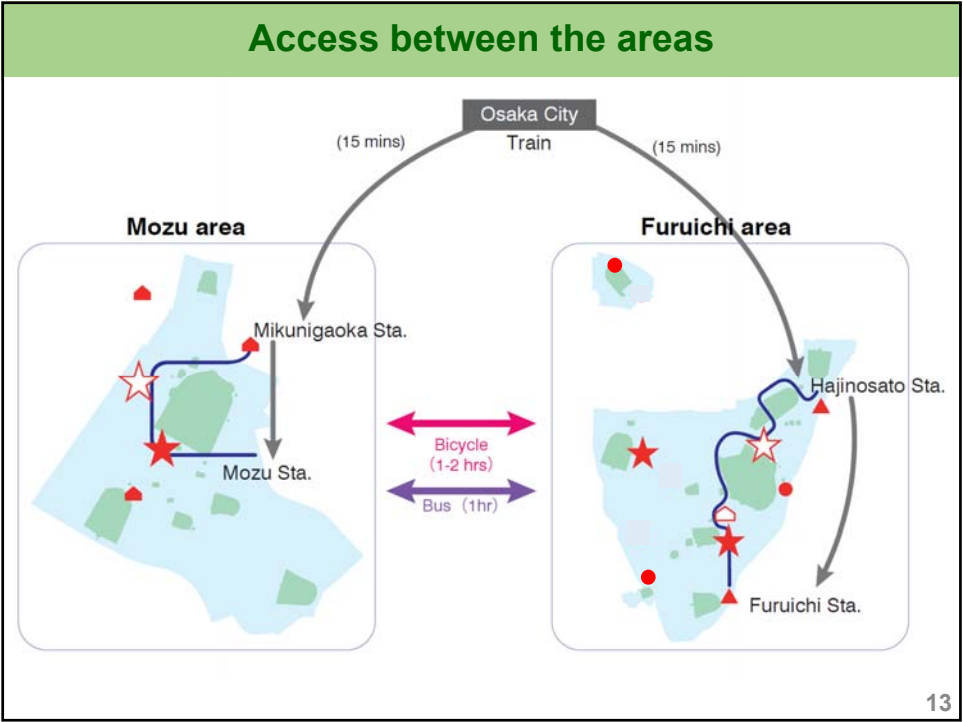 Access between the areas
Osaka City
Train
(15 mins)
(15 mins)
Mozu area
Furuichi area
Mikunigaoka Sta.
Mozu Sta.
Bicycle
(1-2 hrs)
Bus (1hr)
Hajinosato Sta.
Furuichi Sta.
13